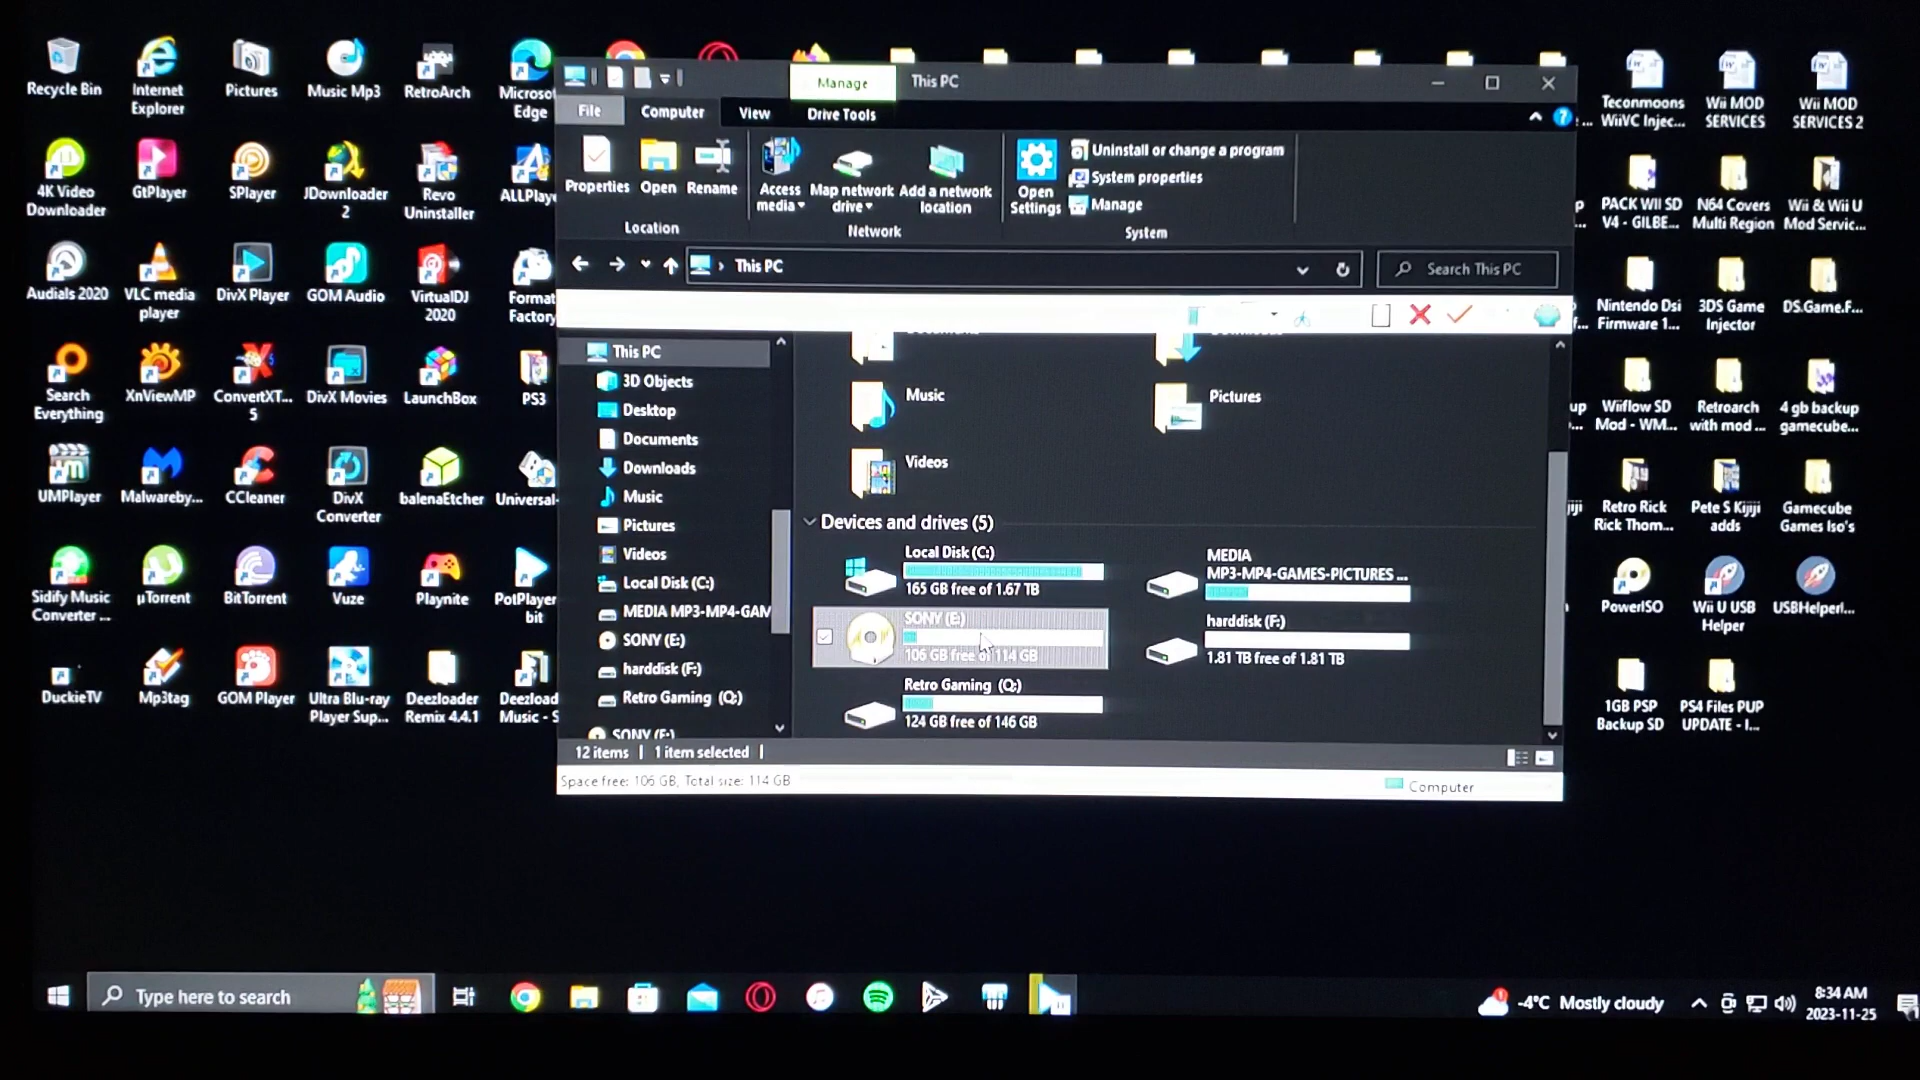 Recycle Bin
Internet
Explorer
Pictures
Music Mp3
RetroArch
Microsof
Edge
4K Video
Downloader
GtPlayer
SPlayer
JDownloader
2
Revo
Uninstaller
ALLPlaye
Audials 2020
VLC media
player
DivX Player
GOM Audio
VirtualDJ
2020
Format
Factory
Search
Everything
XnViewMP
ConvertXT...
5
DivX Movies
LaunchBox
PS3
UMPlayer
Malwareby...
CCleaner
DivX
Converter
balenaEtcher
Universal-
Sidify Music
Converter ...
µTorrent
BitTorrent
Vuze
Playnite
PotPlayer
bit
DuckieTV
Mp3tag
GOM Player
Ultra Blu-ray
Player Sup...
Deezloader
Remix 4.4.1
Deezload
Music - S
Manage
This PC
File
Computer
View
Drive Tools
Properties
Open
Rename
Access
media
Map network
drive
Add a network
location
Open
Settings
Uninstall or change a program
System properties
Manage
Location
Network
System
This PC
Search This PC
This PC
3D Objects
Desktop
Documents
Downloads
Music
Pictures
Videos
Local Disk (C:)
MEDIA MP3-MP4-GAM
SONY (E:)
harddisk (F:)
Retro Gaming (Q:)
SONY (E:)
Music
Pictures
Videos
Devices and drives (5)
Local Disk (C:)
165 GB free of 1.67 TB
MEDIA
MP3-MP4-GAMES-PICTURES ...
SONY (E:)
106 GB free of 114 GB
harddisk (F:)
1.81 TB free of 1.81 TB
Retro Gaming (Q:)
124 GB free of 146 GB
12 items
1 item selected
Space free: 106 GB, Total size: 114 GB
Computer
Teconmoons
WiiVC Injec...
Wii MOD
SERVICES
Wii MOD
SERVICES 2
PACK WII SD
V4 - GILBE...
N64 Covers
Multi Region
Wii & Wii U
Mod Servic...
Nintendo Dsi
Firmware 1...
3DS Game
Injector
DS.Game.F...
Wiiflow SD
Mod - WM...
Retroarch
with mod ...
4 gb backup
gamecube...
Retro Rick
Rick Thom...
Pete S Kijiji
adds
Gamecube
Games Iso's
PowerISO
Wii U USB
Helper
USBHelperI...
1GB PSP
Backup SD
PS4 Files PUP
UPDATE - I...
Type here to search
-4°C Mostly cloudy
8:34 AM
2023-11-25